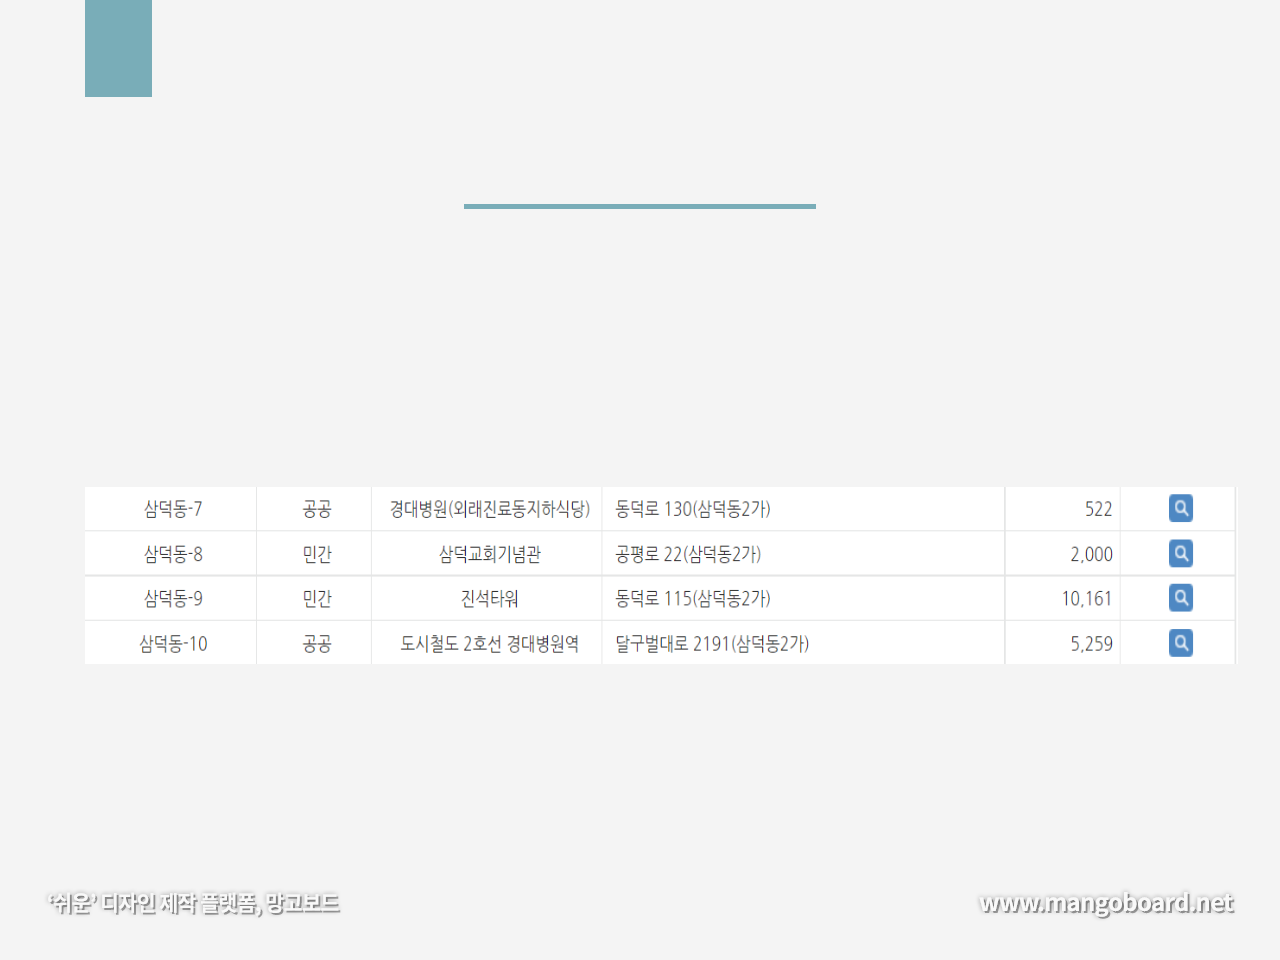 삼덕동-7 공공 경대병원(외래진료동지하식당) 동덕로 130(삼덕동2가) 522
삼덕동-8 민간 삼덕교회기념관 공평로 22(삼덕동2가) 2,000
삼덕동-9 민간 진석타워 동덕로 115(삼덕동2가) 10,161
삼덕동-10 공공 도시철도 2호선 경대병원역 달구벌대로 2191(삼덕동2가) 5,259
‘쉬운’ 디자인 제작 플랫폼, 망고보드 www.mangoboard.net